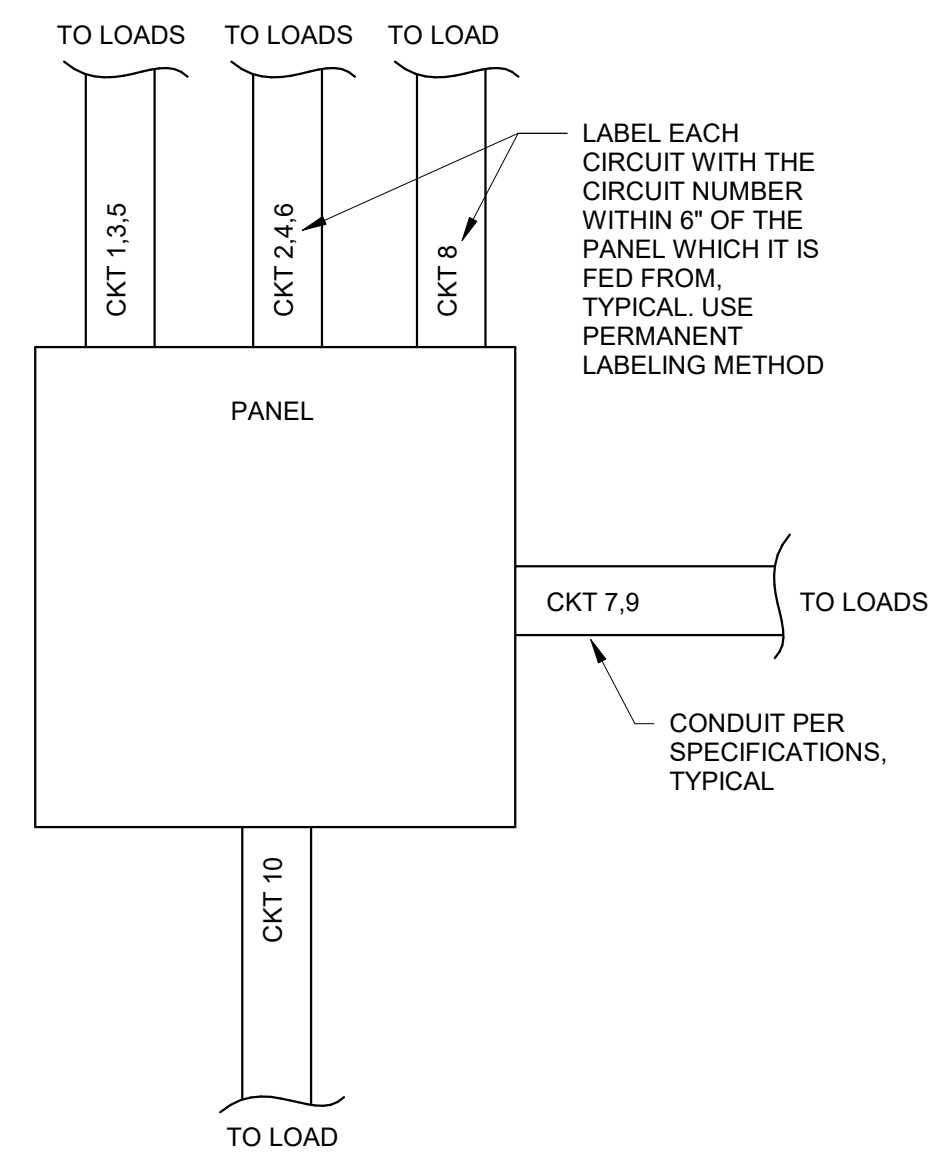 TO LOADS
TO LOADS
TO LOAD
LABEL EACH
CIRCUIT WITH THE
CIRCUIT NUMBER
WITHIN 6" OF THE
PANEL WHICH IT IS
FED FROM,
TYPICAL. USE
PERMANENT
LABELING METHOD
CKT 1,3,5
CKT 2,4,6
CKT 8
PANEL
CKT 7,9
TO LOADS
CONDUIT PER
SPECIFICATIONS,
TYPICAL
CKT 10
TO LOAD